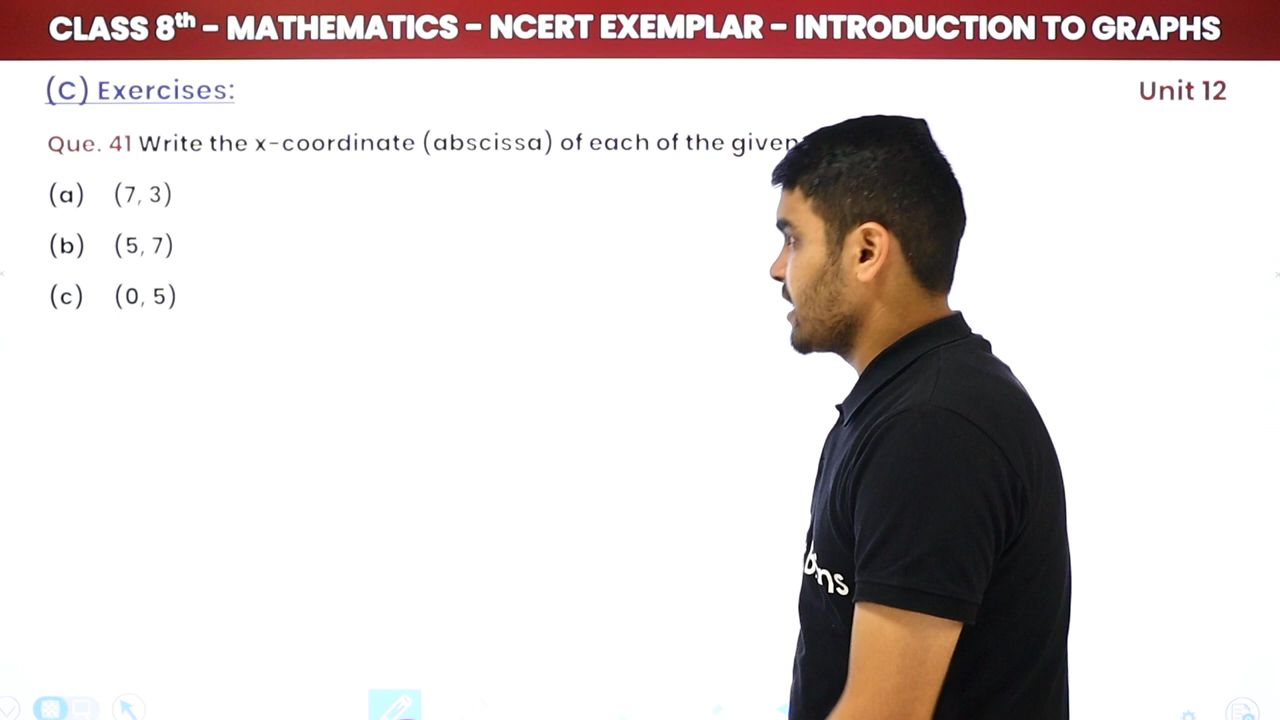 CLASS 8th - MATHEMATICS - NCERT EXEMPLAR - INTRODUCTION TO GRAPHS
(C) Exercises:
Unit 12
Que. 41 Write the x-coordinate (abscissa) of each of the given
(a) (7, 3)
(b) (5, 7)
(c) (0, 5)